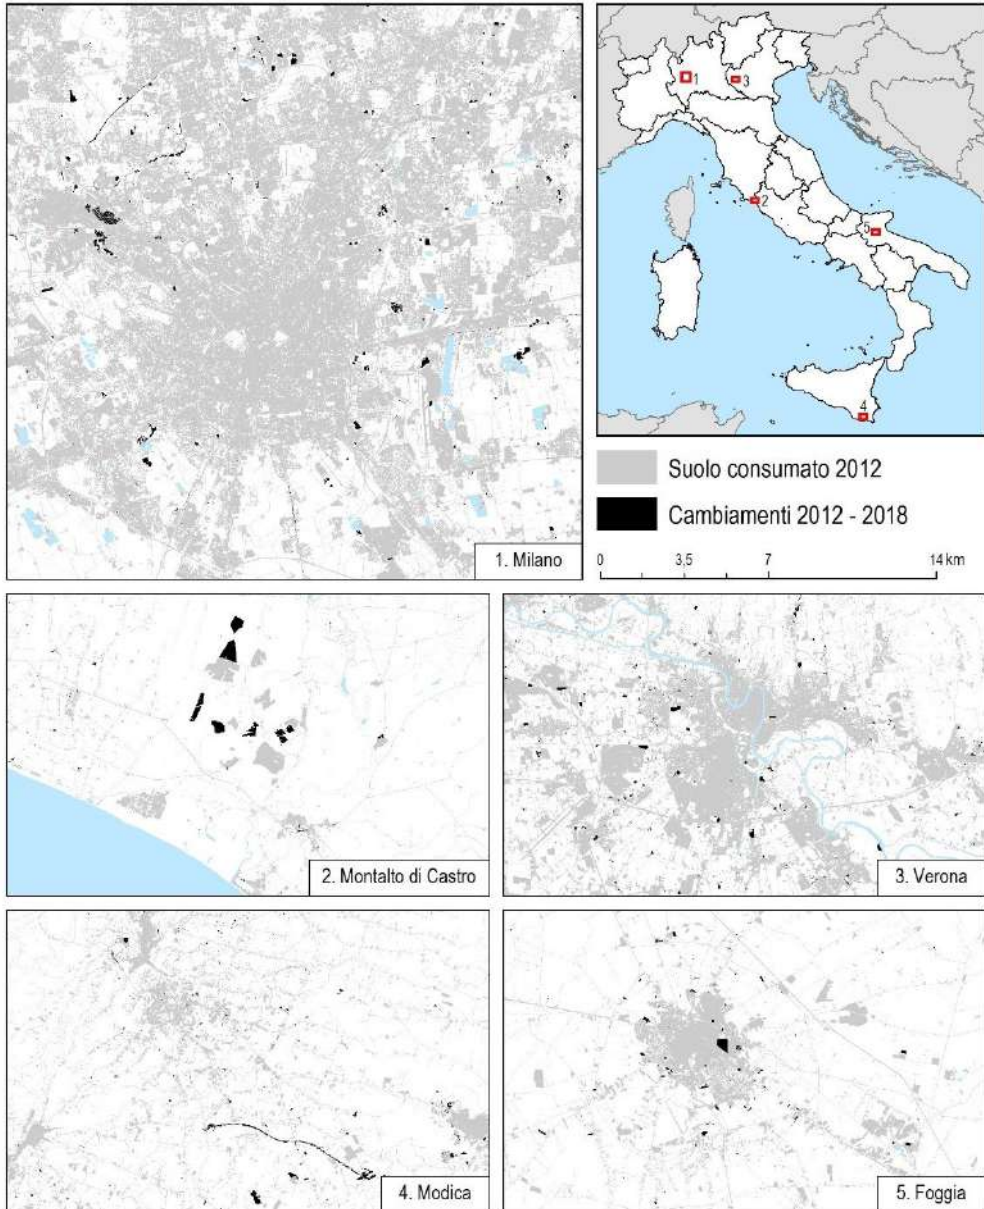 1. Milano
1
3
2
5
4
Suolo consumato 2012
Cambiamenti 2012 - 2018
0 3,5 7 14 km
2. Montalto di Castro
3. Verona
4. Modica
5. Foggia